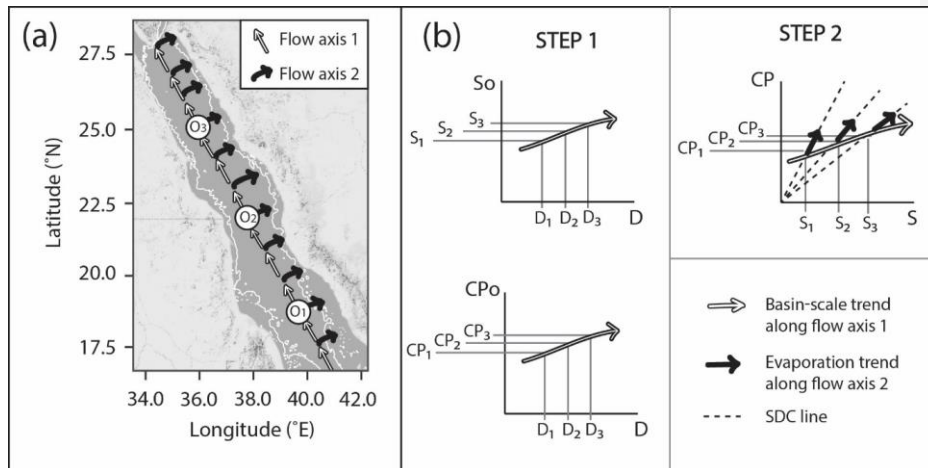 (a)
Flow axis 1
Flow axis 2
27.5
25.0
22.5
20.0
17.5
Latitude (˚N)
O₃
O₂
O₁
34.0 36.0 38.0 40.0 42.0
Longitude (˚E)
(b)
STEP 1
So
S₃
S₂
S₁
D₁ D₂ D₃ D
CPo
CP₃
CP₂
CP₁
D₁ D₂ D₃ D
STEP 2
CP
CP₃
CP₂
CP₁
CP
S₁ S₂ S₃ S
Basin-scale trend
along flow axis 1
Evaporation trend
along flow axis 2
SDC line